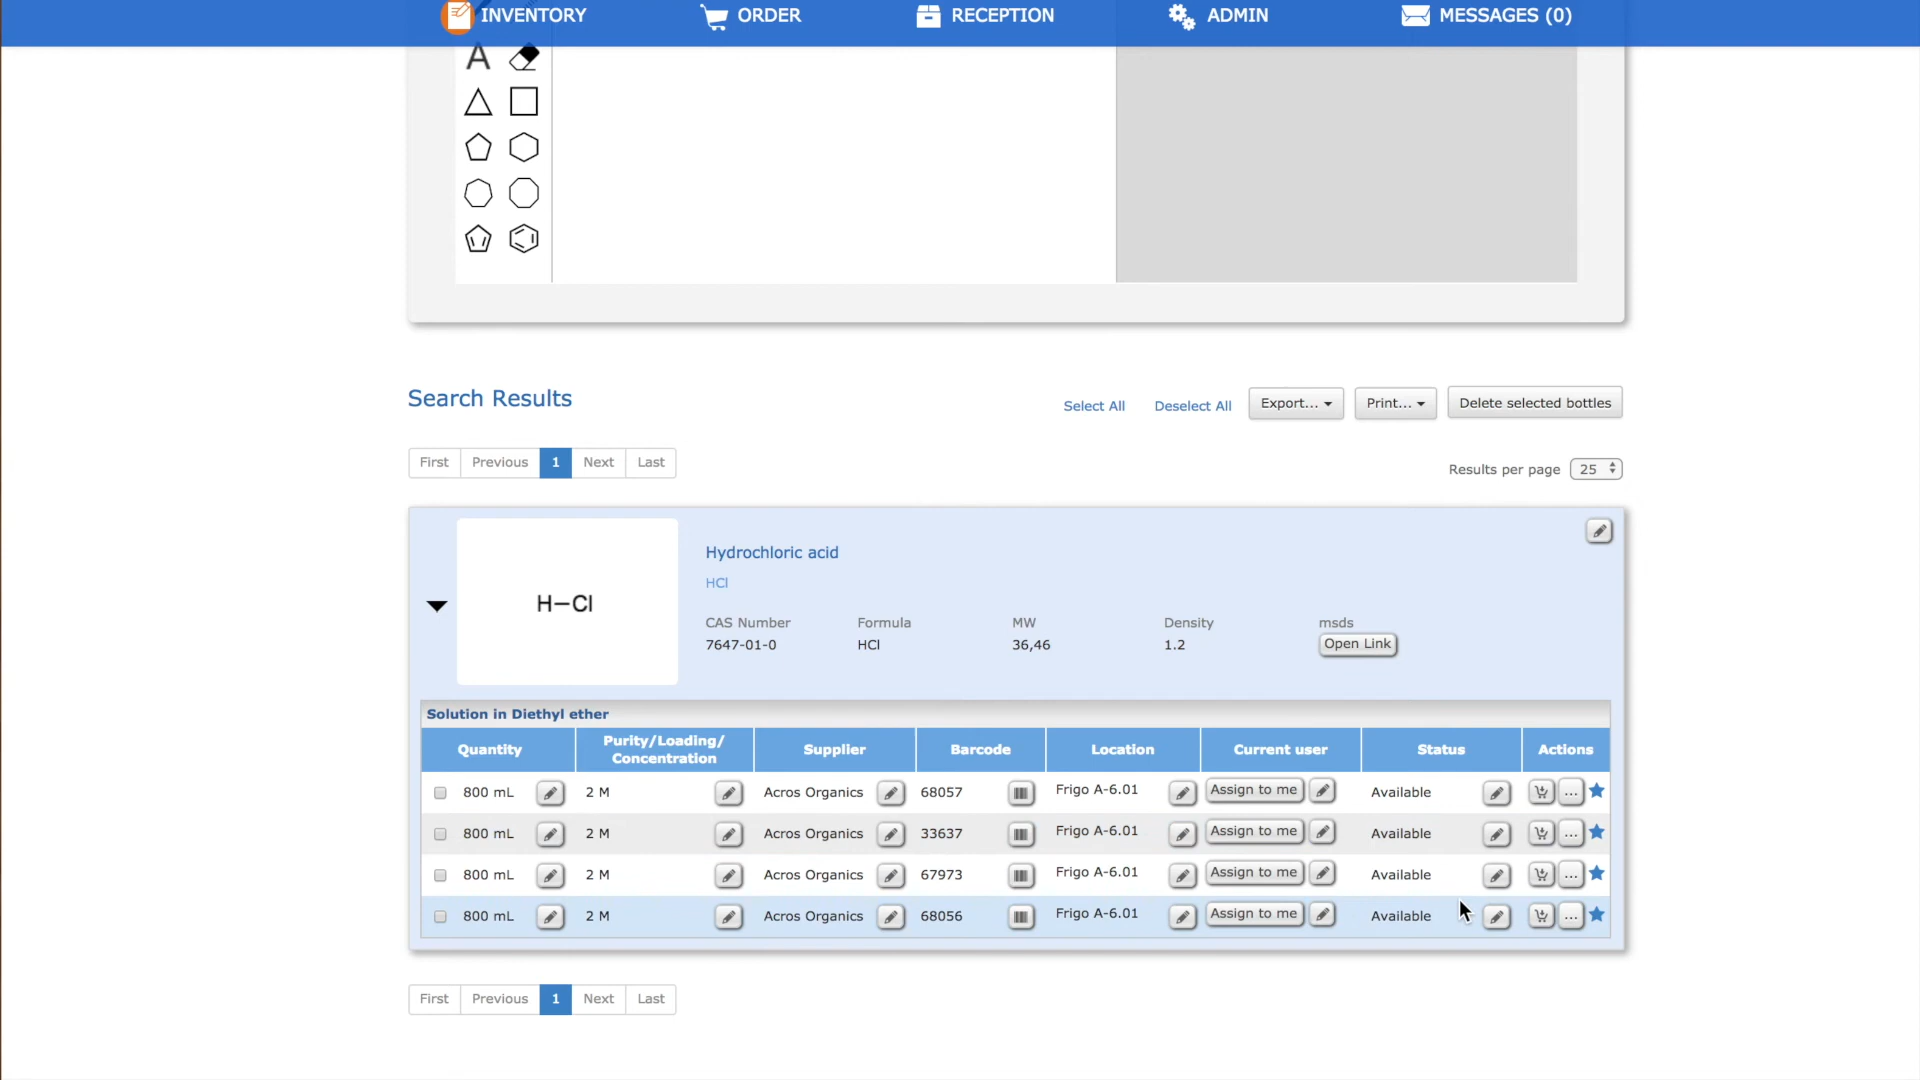 INVENTORY ORDER RECEPTION ADMIN MESSAGES (0)
A
Search Results
Select All Deselect All Export... Print... Delete selected bottles
First Previous 1 Next Last
Results per page 25
Hydrochloric acid
HCl
H–Cl
CAS Number Formula MW Density msds
7647-01-0 HCl 36,46 1.2 Open Link
Solution in Diethyl ether
Quantity Purity/Loading/ Concentration Supplier Barcode Location Current user Status Actions
800 mL 2 M Acros Organics 68057 Frigo A-6.01 Assign to me Available ...
800 mL 2 M Acros Organics 33637 Frigo A-6.01 Assign to me Available ...
800 mL 2 M Acros Organics 67973 Frigo A-6.01 Assign to me Available ...
800 mL 2 M Acros Organics 68056 Frigo A-6.01 Assign to me Available ...
First Previous 1 Next Last